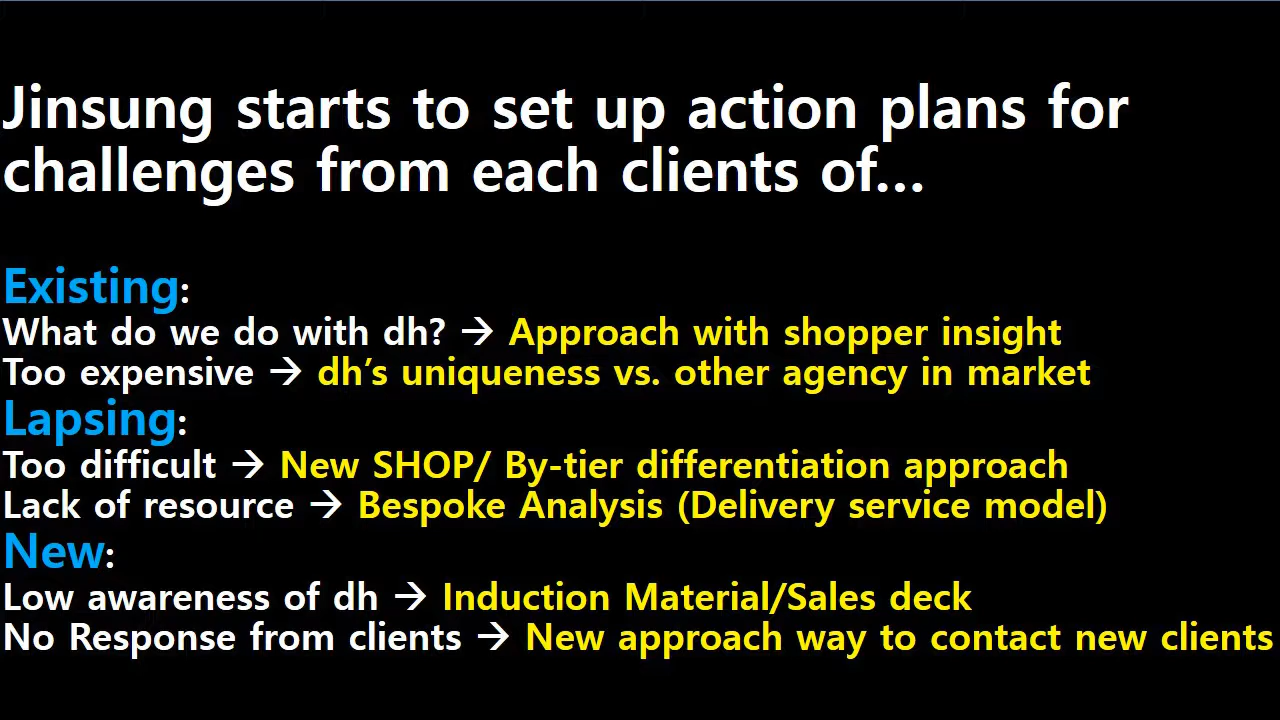 Jinsung starts to set up action plans for
challenges from each clients of...
Existing:
What do we do with dh? → Approach with shopper insight
Too expensive → dh’s uniqueness vs. other agency in market
Lapsing:
Too difficult → New SHOP/ By-tier differentiation approach
Lack of resource → Bespoke Analysis (Delivery service model)
New:
Low awareness of dh → Induction Material/Sales deck
No Response from clients → New approach way to contact new clients